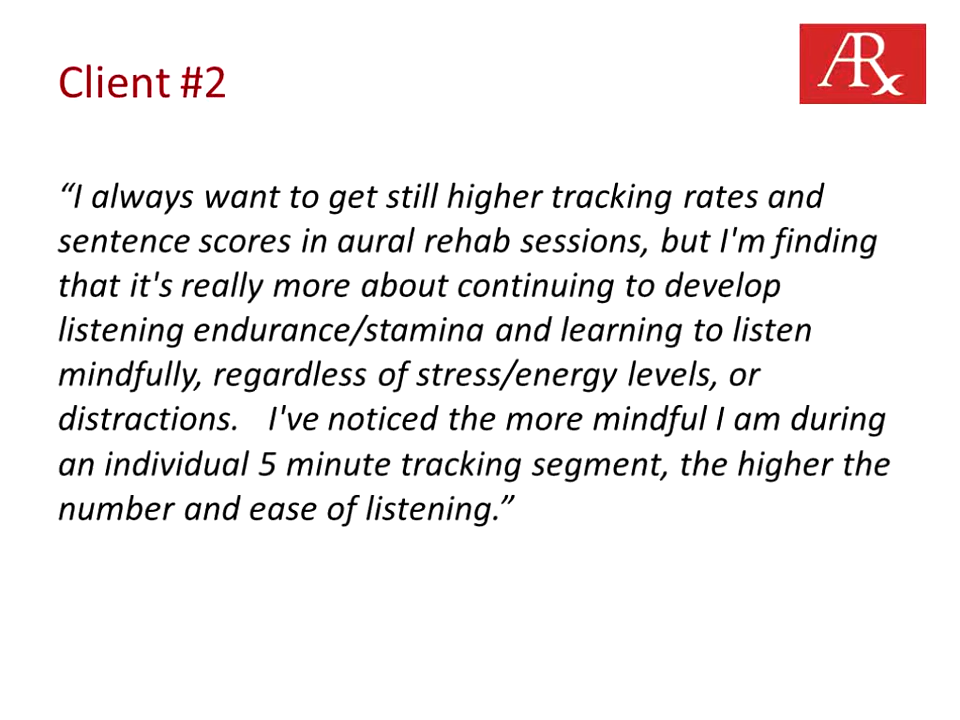 Client #2
ARx
“I always want to get still higher tracking rates and
sentence scores in aural rehab sessions, but I'm finding
that it's really more about continuing to develop
listening endurance/stamina and learning to listen
mindfully, regardless of stress/energy levels, or
distractions.   I've noticed the more mindful I am during
an individual 5 minute tracking segment, the higher the
number and ease of listening.”